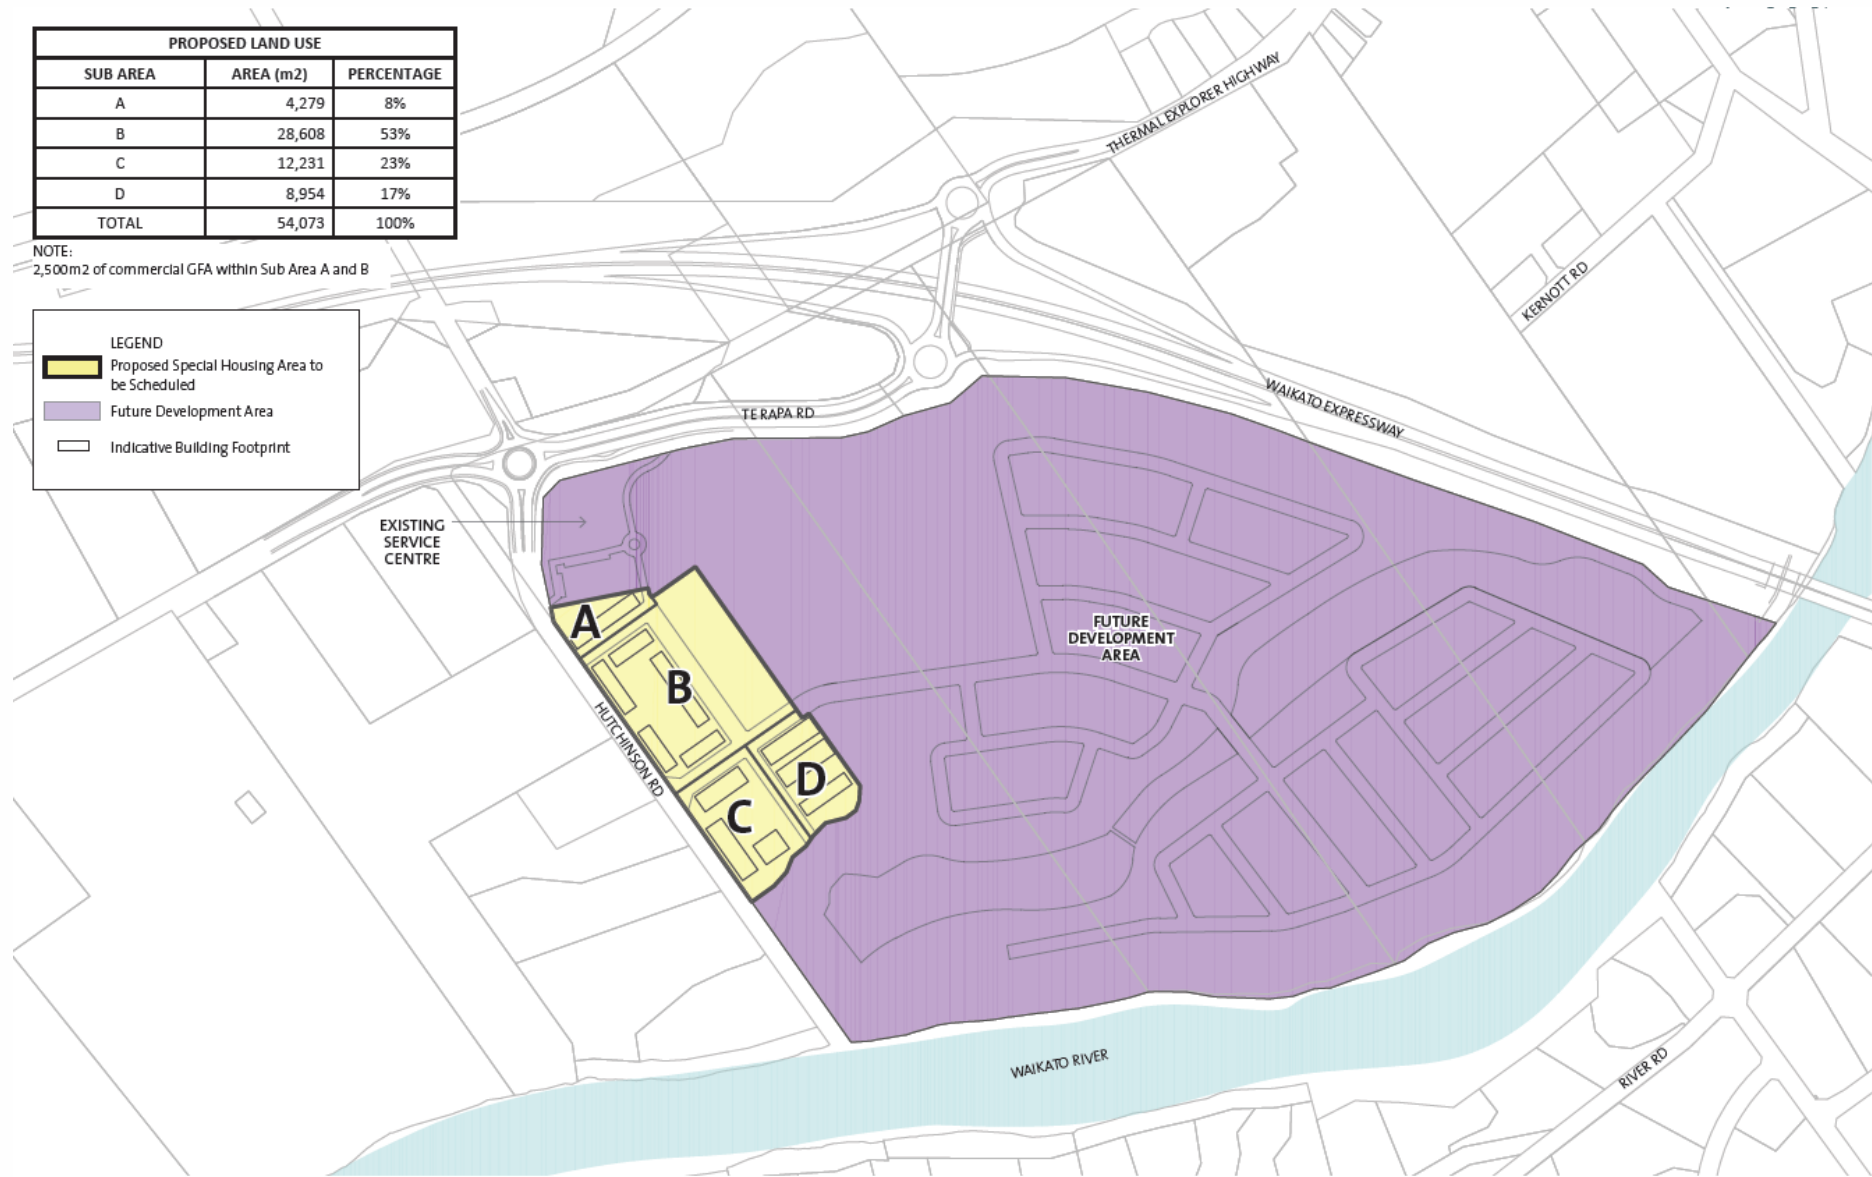 PROPOSED LAND USE
SUB AREA AREA (m2) PERCENTAGE
A 4,279 8%
B 28,608 53%
C 12,231 23%
D 8,954 17%
TOTAL 54,073 100%
NOTE:
2,500m2 of commercial GFA within Sub Area A and B
LEGEND
Proposed Special Housing Area to
be Scheduled
Future Development Area
Indicative Building Footprint
THERMAL EXPLORER HIGHWAY
KERNOTT RD
WAIKATO EXPRESSWAY
TE RAPA RD
EXISTING
SERVICE
CENTRE
A
B
C
D
HUTCHINSON RD
FUTURE
DEVELOPMENT
AREA
WAIKATO RIVER
RIVER RD